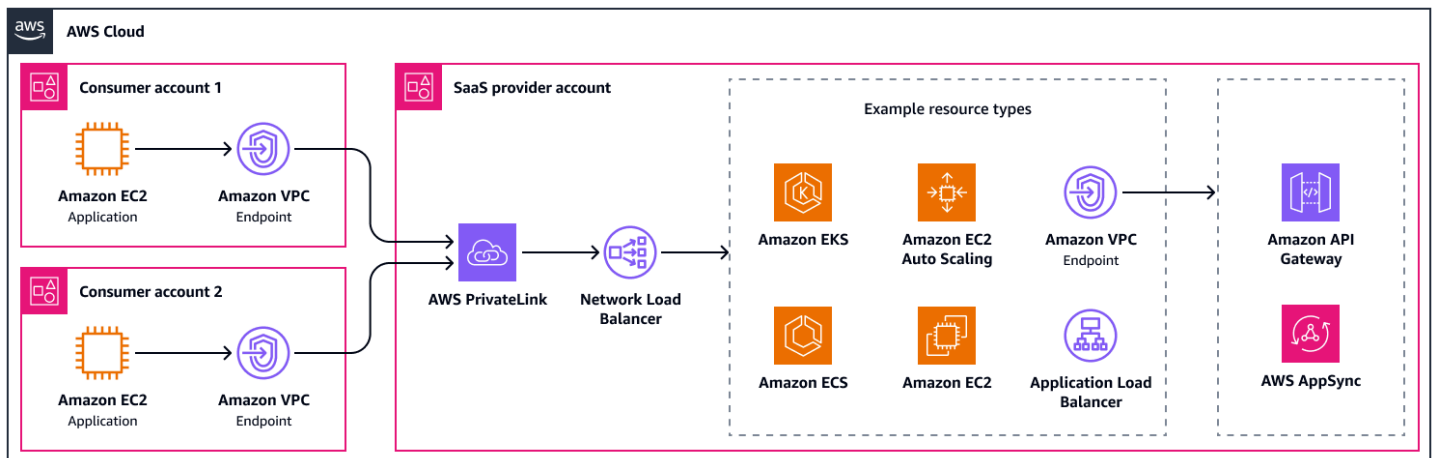 aws
AWS Cloud
Consumer account 1
Amazon EC2
Application
Amazon VPC
Endpoint
Consumer account 2
Amazon EC2
Application
Amazon VPC
Endpoint
SaaS provider account
AWS PrivateLink
Network Load
Balancer
Example resource types
K
Amazon EKS
Amazon EC2
Auto Scaling
Amazon VPC
Endpoint
Amazon ECS
Amazon EC2
Application Load
Balancer
</>
Amazon API
Gateway
AWS AppSync